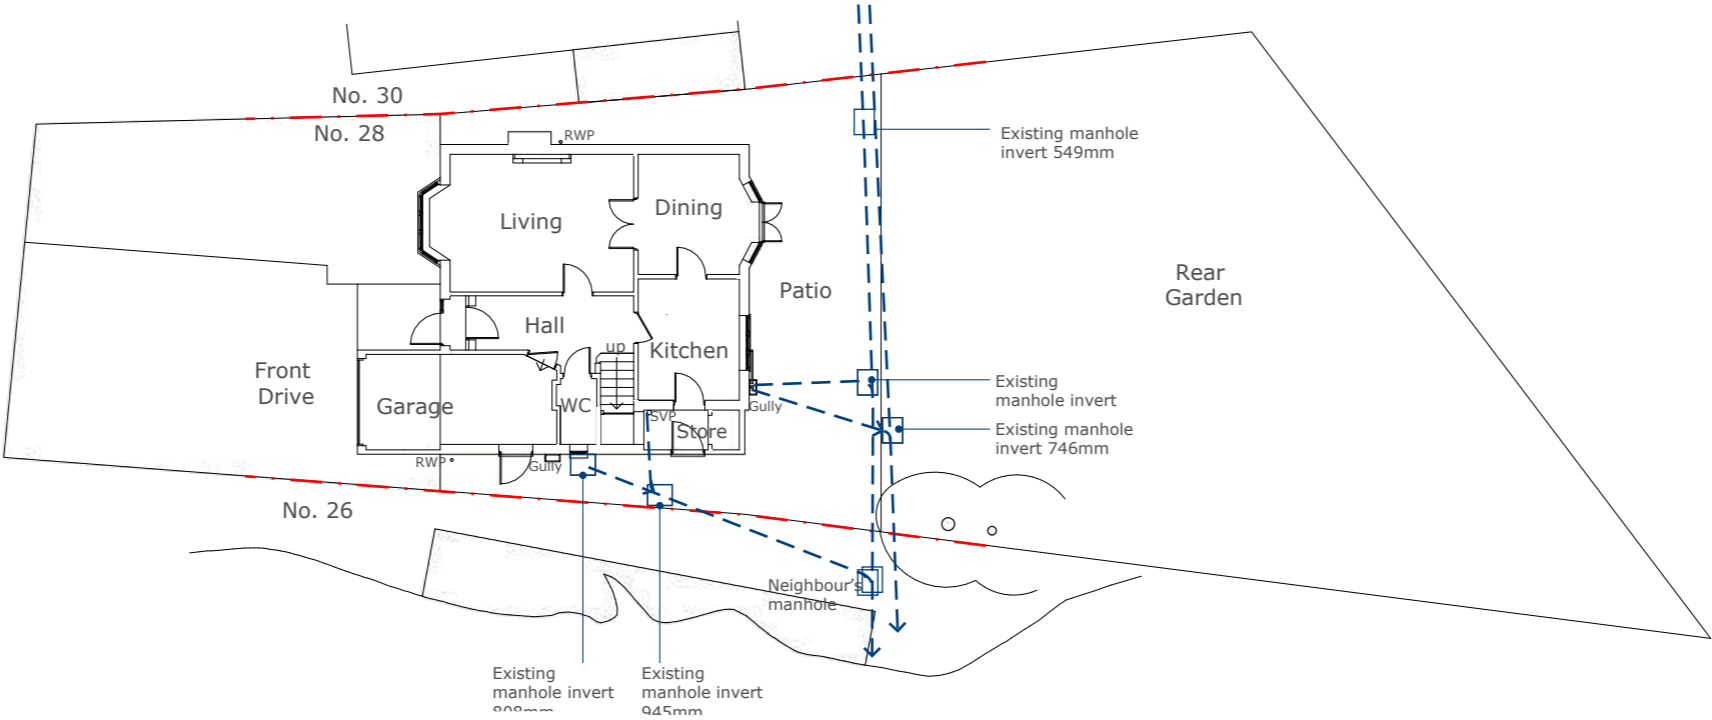 No. 30
No. 28
RWP
Existing manhole
invert 549mm
Living
Dining
Rear
Garden
Patio
Hall
up
Kitchen
Front
Drive
Garage
WC
SVP
Store
Gully
Existing
manhole invert
Existing manhole
invert 746mm
RWP
Gully
No. 26
Neighbour's
manhole
Existing
manhole invert
808mm
Existing
manhole invert
945mm